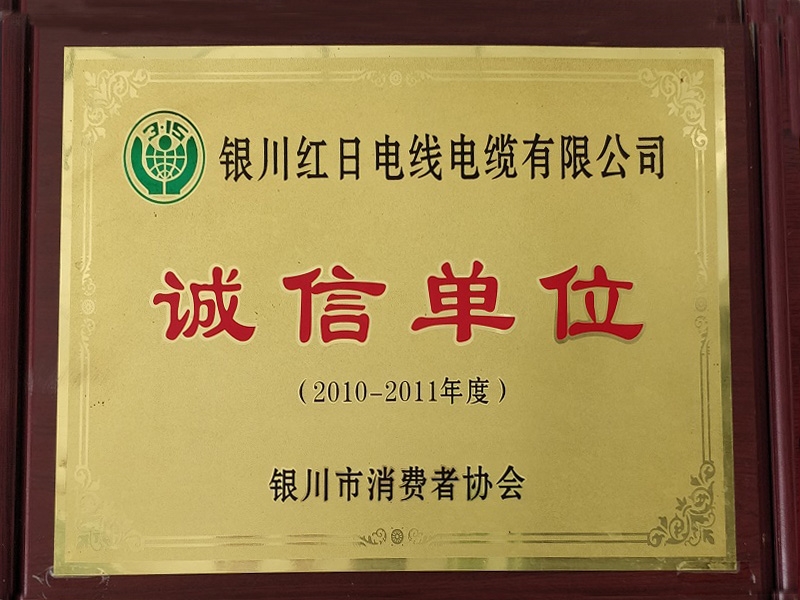 3·15
银川红日电线电缆有限公司
诚信单位
（2010-2011年度）
银川市消费者协会